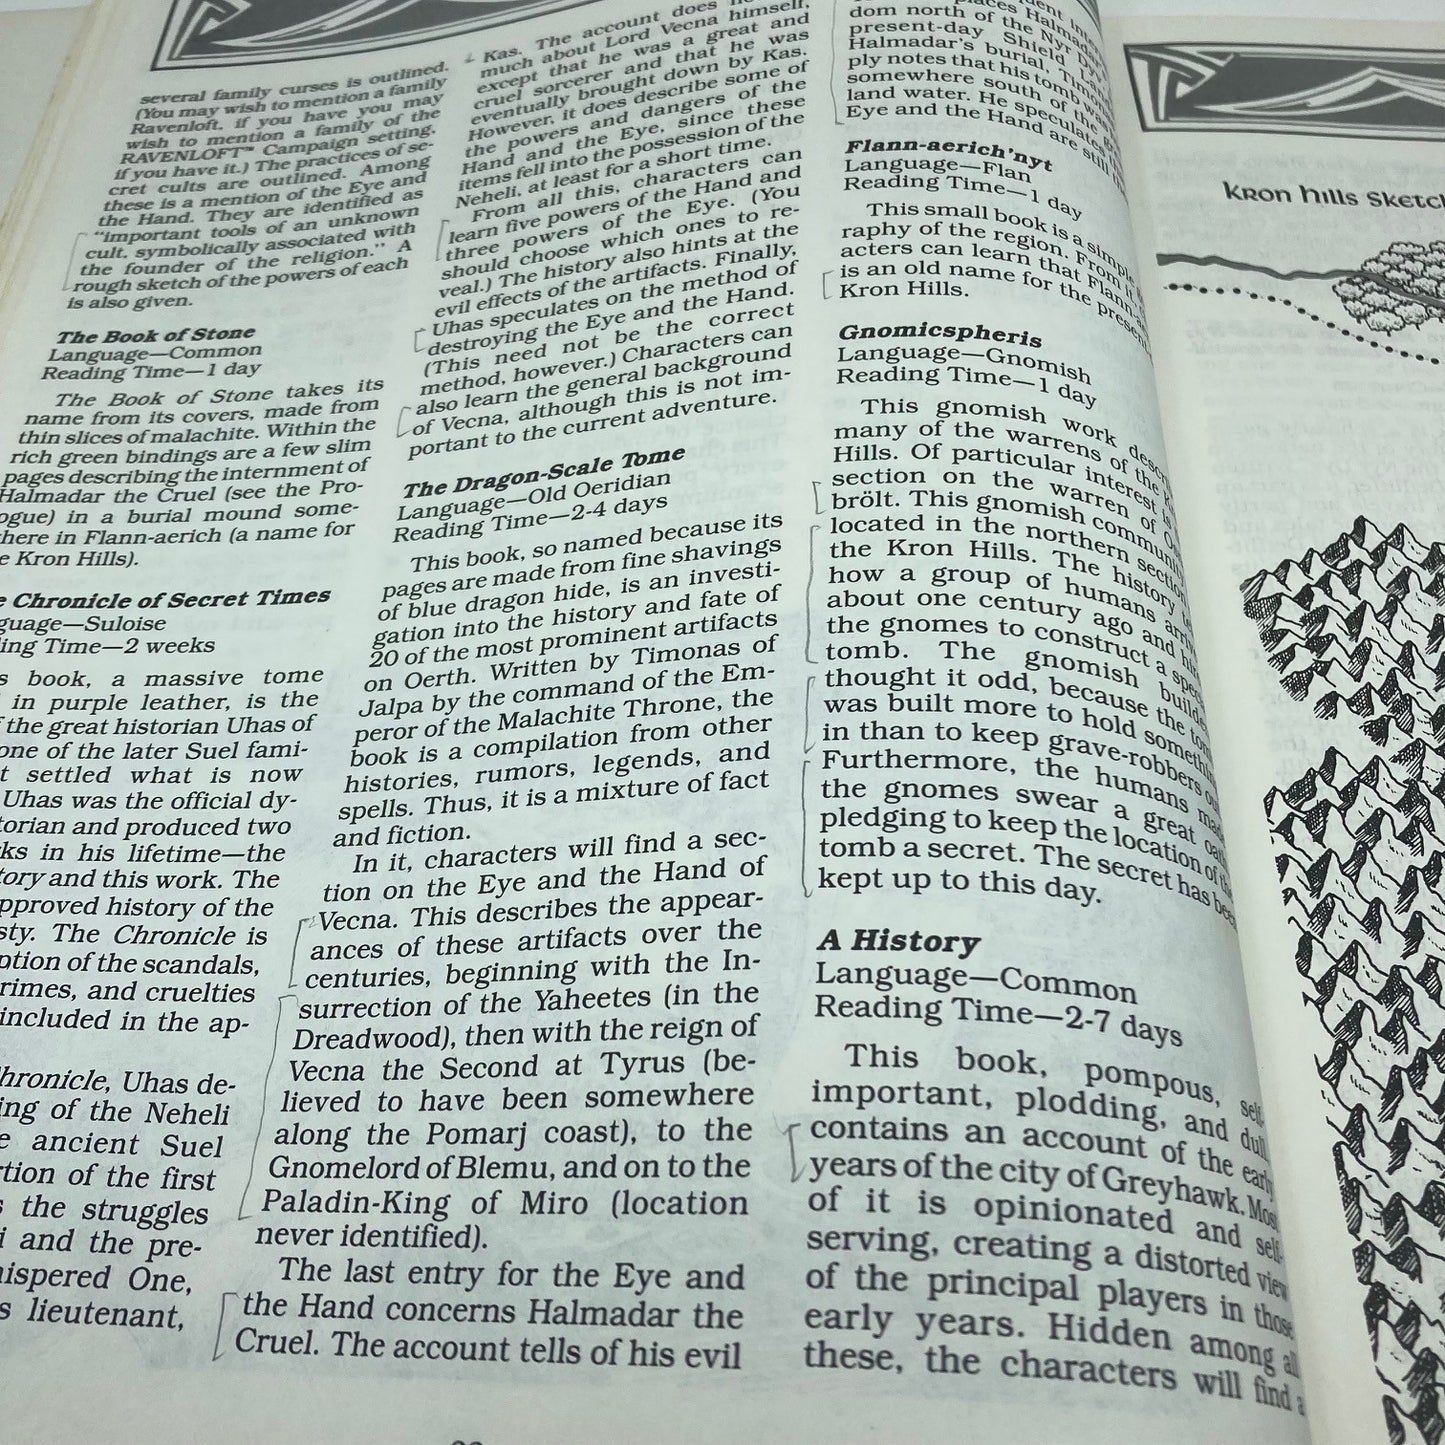 several family curses is outlined.
(You may wish to mention a family
Ravenloft, if you have you may
wish to mention a family of the
RAVENLOFT™ Campaign setting,
if you have it.) The practices of se-
cret cults are outlined. Among
these is a mention of the Eye and
the Hand. They are identified as
"important tools of an unknown
cult, symbolically associated with
the founder of the religion." A
rough sketch of the powers of each
is also given.
The Book of Stone
Language—Common
Reading Time—1 day
The Book of Stone takes its
name from its covers, made from
thin slices of malachite. Within the
rich green bindings are a few slim
pages describing the internment of
Halmadar the Cruel (see the Pro-
ogue) in a burial mound some-
here in Flann-aerich (a name for
e Kron Hills).
e Chronicle of Secret Times
guage—Suloise
ing Time—2 weeks
s book, a massive tome
in purple leather, is the
f the great historian Uhas of
one of the later Suel fami-
t settled what is now
Uhas was the official dy-
torian and produced two
ks in his lifetime—the
tory and this work. The
pproved history of the
sty. The Chronicle is
ption of the scandals,
rimes, and cruelties
included in the ap-
hronicle, Uhas de-
ing of the Neheli
e ancient Suel
rtion of the first
s the struggles
i and the pre-
hispered One,
s lieutenant,
Kas. The account does
much about Lord Vecna himself,
except that he was a great and
cruel sorcerer and that he was
eventually brought down by Kas.
However, it does describe some of
the powers and dangers of the
Hand and the Eye, since these
items fell into the possession of the
Neheli, at least for a short time.
From all this, characters can
learn five powers of the Hand and
three powers of the Eye. (You
should choose which ones to re-
veal.) The history also hints at the
evil effects of the artifacts. Finally,
Uhas speculates on the method of
destroying the Eye and the Hand.
(This need not be the correct
method, however.) Characters can
also learn the general background
of Vecna, although this is not im-
portant to the current adventure.
The Dragon-Scale Tome
Language—Old Oeridian
Reading Time—2-4 days
This book, so named because its
pages are made from fine shavings
of blue dragon hide, is an investi-
gation into the history and fate of
20 of the most prominent artifacts
on Oerth. Written by Timonas of
Jalpa by the command of the Em-
peror of the Malachite Throne, the
book is a compilation from other
histories, rumors, legends, and
spells. Thus, it is a mixture of fact
and fiction.
In it, characters will find a sec-
tion on the Eye and the Hand of
Vecna. This describes the appear-
ances of these artifacts over the
centuries, beginning with the In-
surrection of the Yaheetes (in the
Dreadwood), then with the reign of
Vecna the Second at Tyrus (be-
lieved to have been somewhere
along the Pomarj coast), to the
Gnomelord of Blemu, and on to the
Paladin-King of Miro (location
never identified).
The last entry for the Eye and
the Hand concerns Halmadar the
Cruel. The account tells of his evil
places Halmadar's
dom north of the Nyr Dyv
present-day Shield
Halmadar's burial, Timonas
ply notes that his tomb was
somewhere south of the
land water. He speculates
Eye and the Hand are still
Flann-aerich'nyt
Language—Flan
Reading Time—1 day
This small book is a simple
raphy of the region. From it
acters can learn that Flann-
is an old name for the present
Kron Hills.
Gnomicspheris
Language—Gnomish
Reading Time—1 day
This gnomish work
many of the warrens of the
Hills. Of particular interest is
section on the warren of
brölt. This gnomish community
located in the northern section
the Kron Hills. The history
how a group of humans
about one century ago and
the gnomes to construct a
tomb. The gnomish
thought it odd, because the tomb
was built more to hold something
in than to keep grave-robbers out.
Furthermore, the humans made
the gnomes swear a great oath
pledging to keep the location of the
tomb a secret. The secret has been
kept up to this day.
A History
Language—Common
Reading Time—2-7 days
This book, pompous, self-
important, plodding, and dull,
contains an account of the early
years of the city of Greyhawk. Most
of it is opinionated and self-
serving, creating a distorted view
of the principal players in those
early years. Hidden among all
these, the characters will find a
Kron Hills